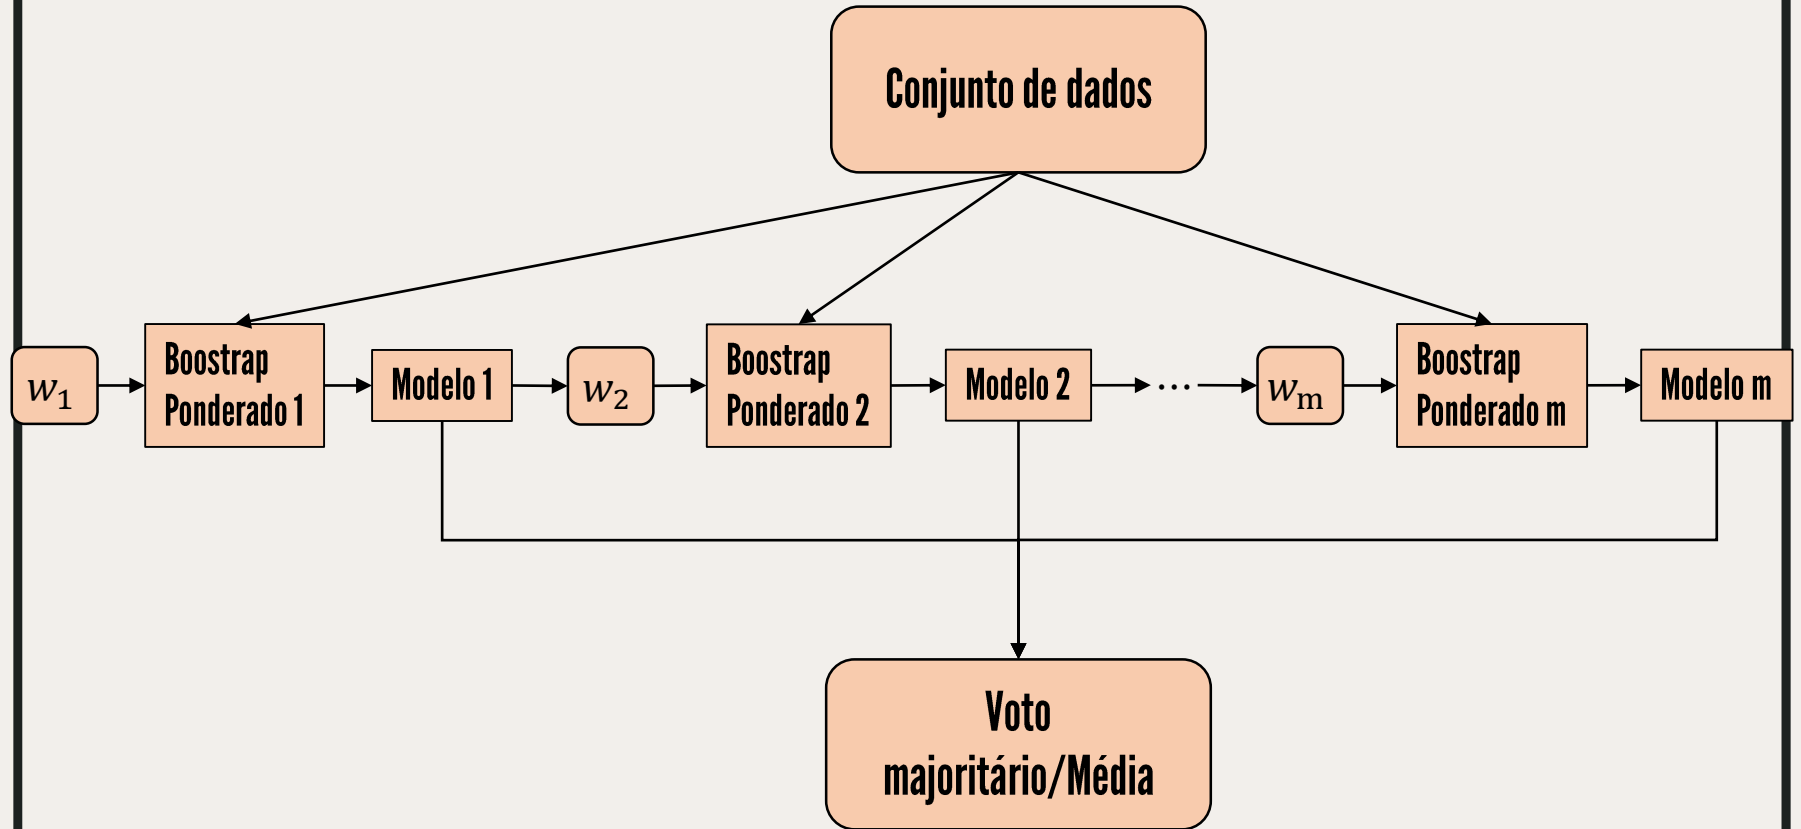 Conjunto de dados
w₁
Boostrap
Ponderado 1
Modelo 1
w₂
Boostrap
Ponderado 2
Modelo 2
...
wₘ
Boostrap
Ponderado m
Modelo m
Voto
majoritário/Média